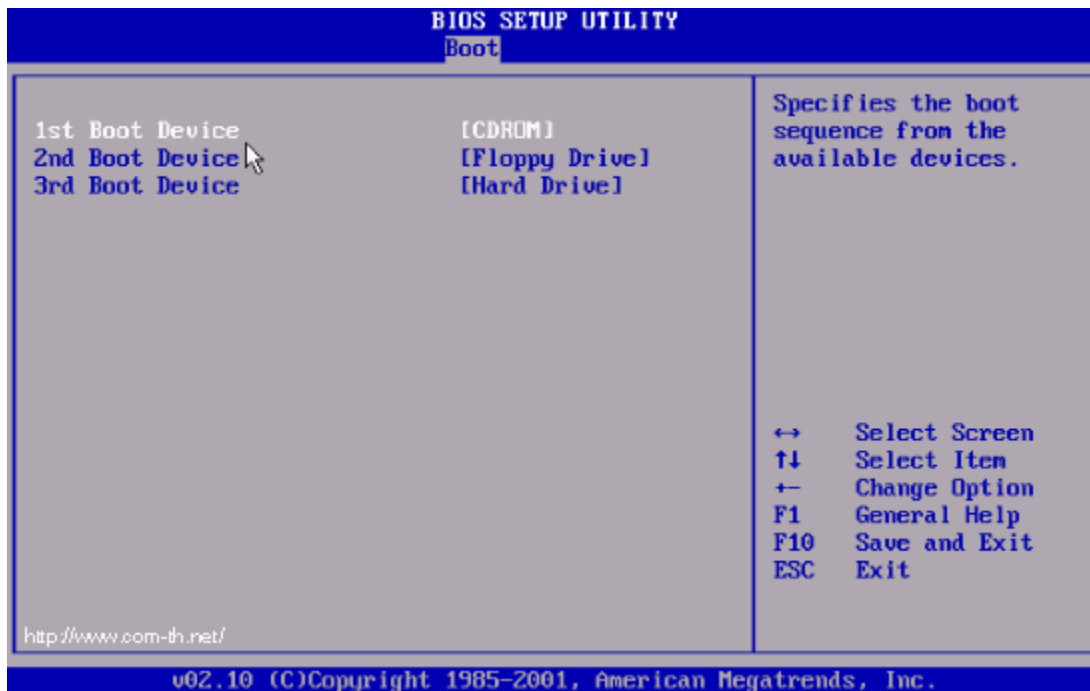 BIOS SETUP UTILITY
Boot
1st Boot Device [CDROM]
2nd Boot Device [Floppy Drive]
3rd Boot Device [Hard Drive]
Specifies the boot
sequence from the
available devices.
↔ Select Screen
↑↓ Select Item
+- Change Option
F1 General Help
F10 Save and Exit
ESC Exit
http://www.com-th.net/
v02.10 (C)Copyright 1985-2001, American Megatrends, Inc.